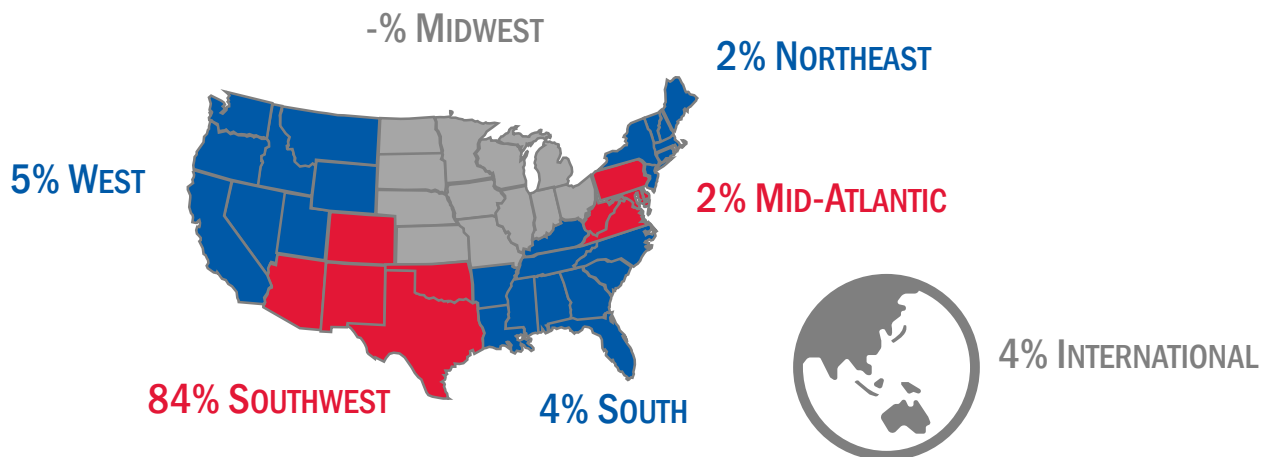 -% MIDWEST
2% NORTHEAST
5% WEST
2% MID-ATLANTIC
4% INTERNATIONAL
84% SOUTHWEST
4% SOUTH